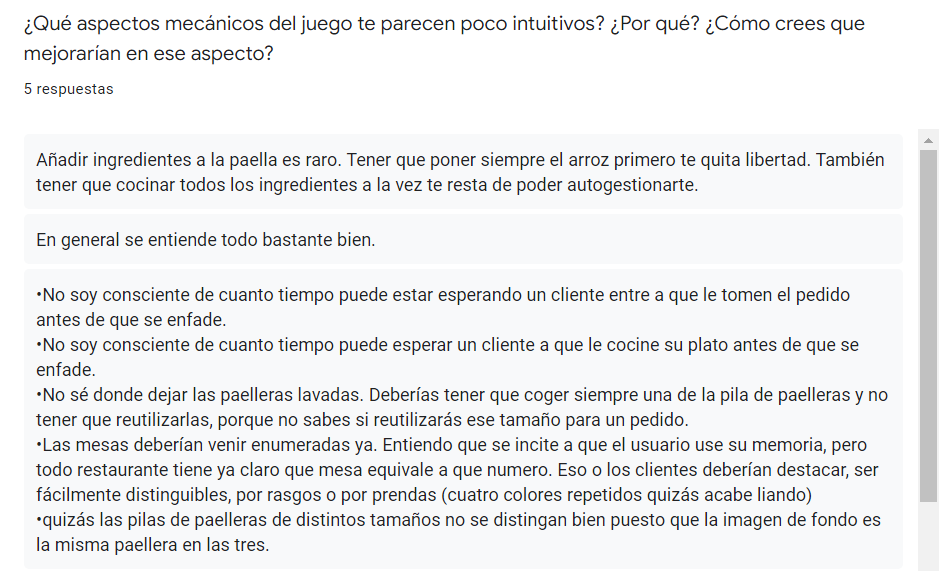 ¿Qué aspectos mecánicos del juego te parecen poco intuitivos? ¿Por qué? ¿Cómo crees que
mejorarían en ese aspecto?
5 respuestas
Añadir ingredientes a la paella es raro. Tener que poner siempre el arroz primero te quita libertad. También
tener que cocinar todos los ingredientes a la vez te resta de poder autogestionarte.
En general se entiende todo bastante bien.
•No soy consciente de cuanto tiempo puede estar esperando un cliente entre a que le tomen el pedido
antes de que se enfade.
•No soy consciente de cuanto tiempo puede esperar un cliente a que le cocine su plato antes de que se
enfade.
•No sé donde dejar las paelleras lavadas. Deberías tener que coger siempre una de la pila de paelleras y no
tener que reutilizarlas, porque no sabes si reutilizarás ese tamaño para un pedido.
•Las mesas deberían venir enumeradas ya. Entiendo que se incite a que el usuario use su memoria, pero
todo restaurante tiene ya claro que mesa equivale a que numero. Eso o los clientes deberían destacar, ser
fácilmente distinguibles, por rasgos o por prendas (cuatro colores repetidos quizás acabe liando)
•quizás las pilas de paelleras de distintos tamaños no se distingan bien puesto que la imagen de fondo es
la misma paellera en las tres.